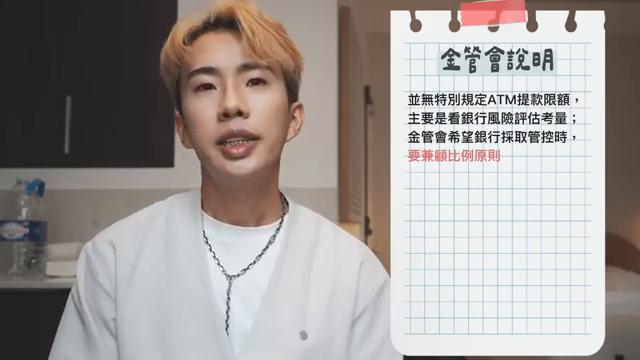 金管會說明
並無特別規定ATM提款限額，
主要是看銀行風險評估考量；
金管會希望銀行採取管控時，
要兼顧比例原則